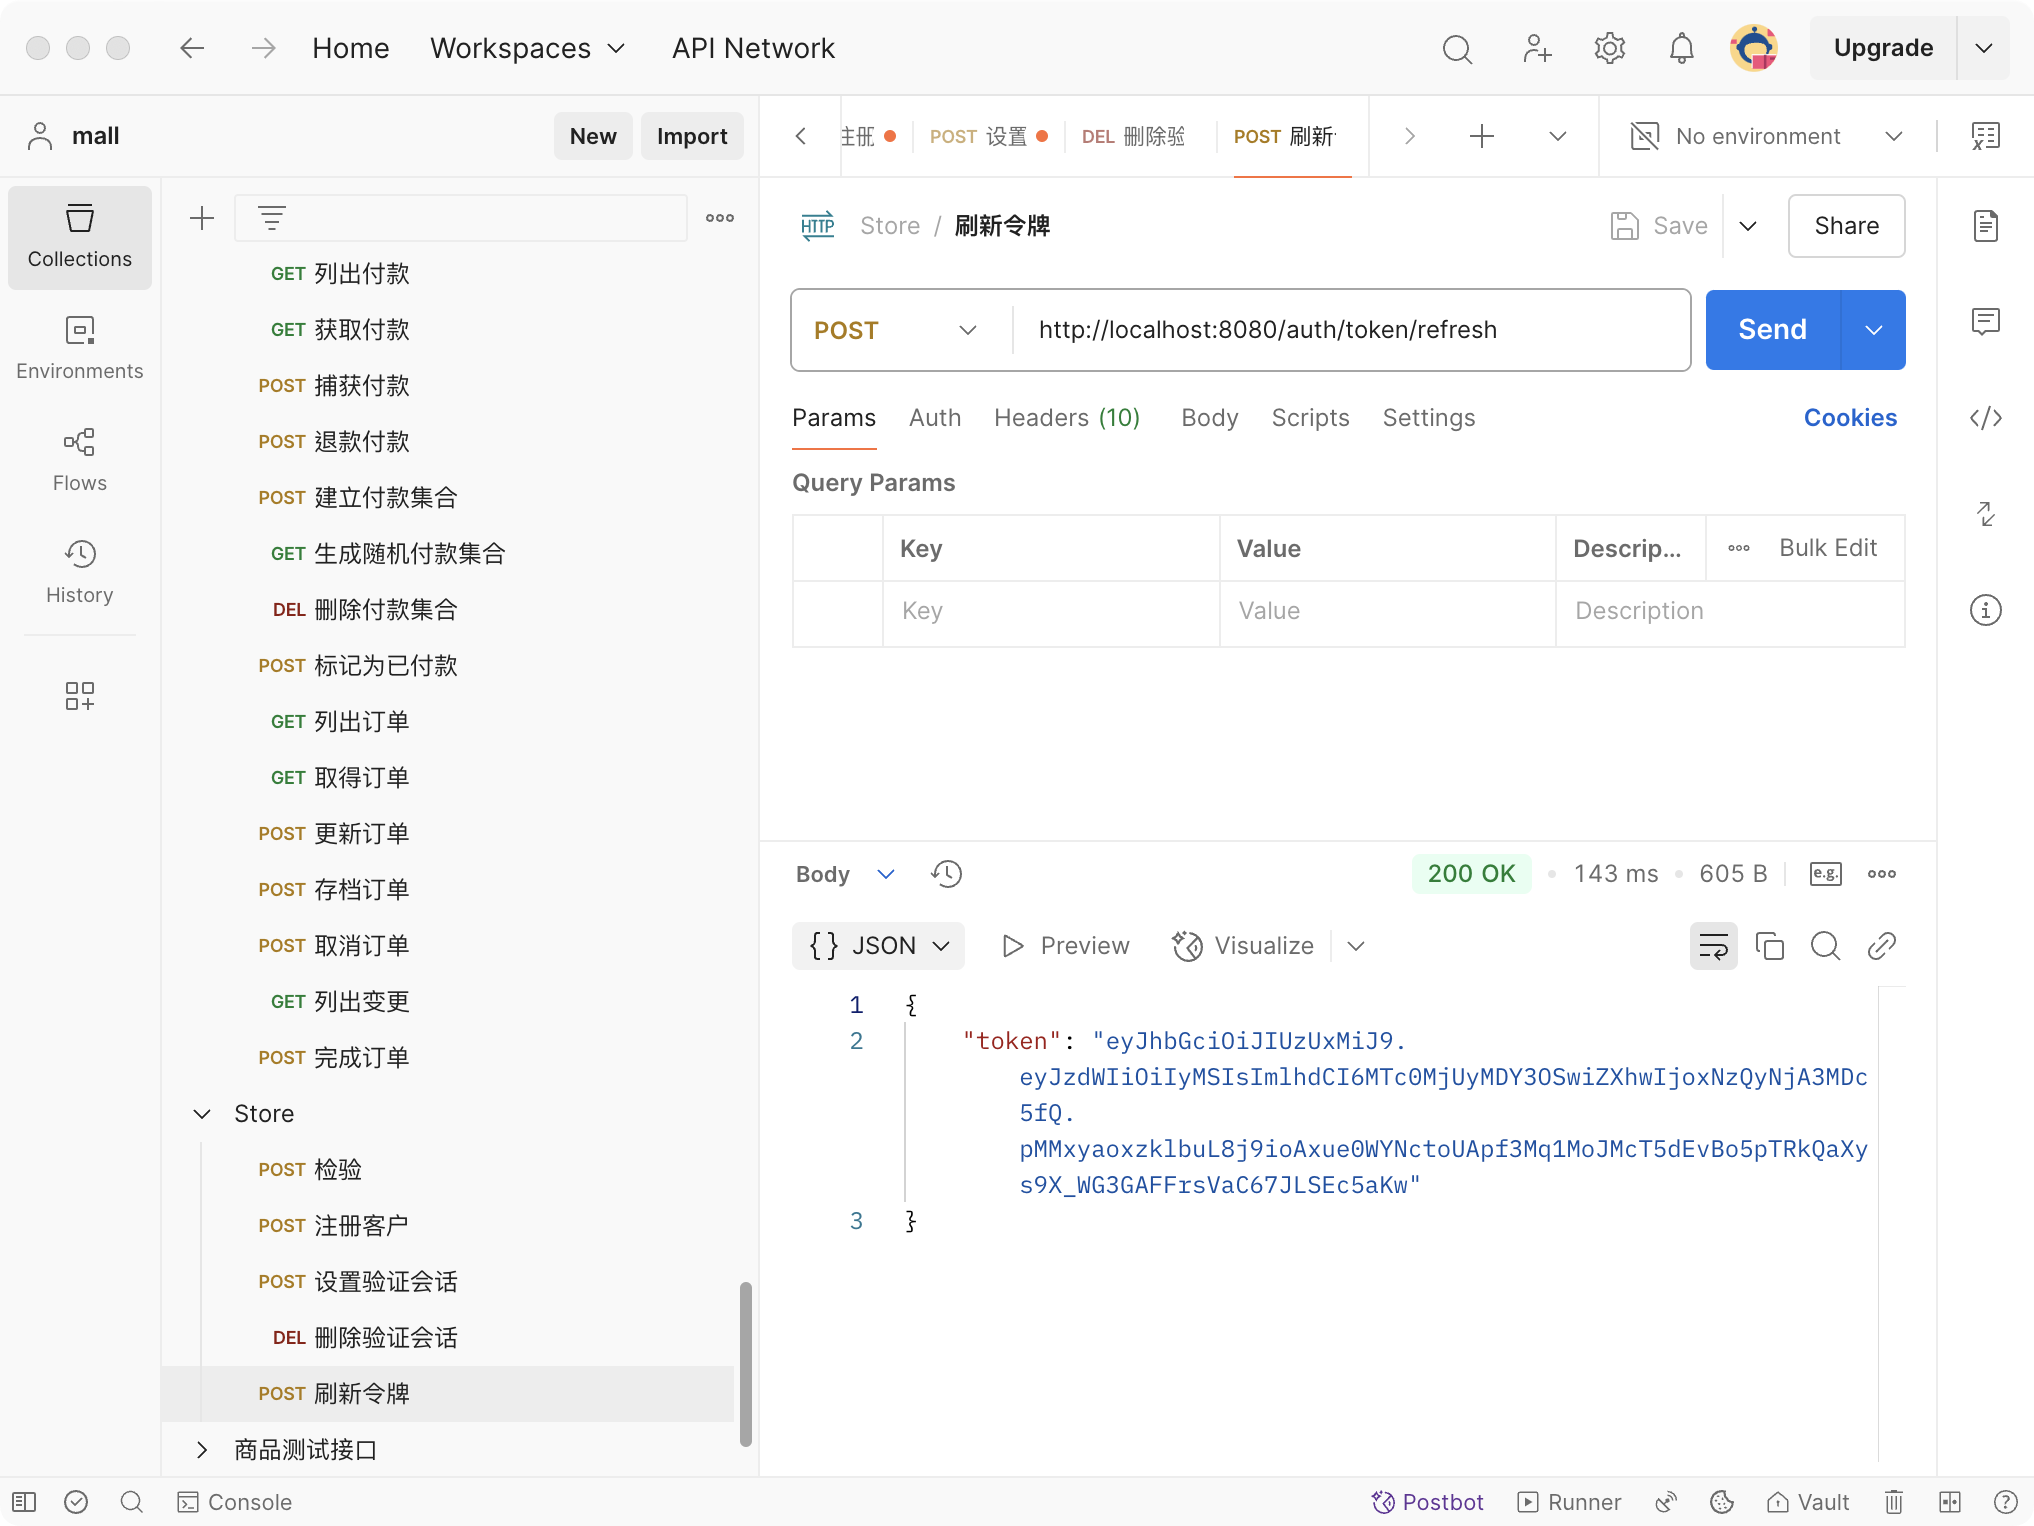 Home
Workspaces
API Network
Upgrade
mall
New
Import
POST 设置
DEL 删除验
POST 刷新
No environment
Collections
Environments
Flows
History
GET 列出付款
GET 获取付款
POST 捕获付款
POST 退款付款
POST 建立付款集合
GET 生成随机付款集合
DEL 删除付款集合
POST 标记为已付款
GET 列出订单
GET 取得订单
POST 更新订单
POST 存档订单
POST 取消订单
GET 列出变更
POST 完成订单
Store
POST 检验
POST 注册客户
POST 设置验证会话
DEL 删除验证会话
POST 刷新令牌
商品测试接口
HTTP Store / 刷新令牌
Save
Share
POST
http://localhost:8080/auth/token/refresh
Send
Params
Auth
Headers (10)
Body
Scripts
Settings
Cookies
Query Params
Key
Value
Descrip...
Bulk Edit
Key
Value
Description
Body
200 OK
143 ms
605 B
e.g.
{ } JSON
Preview
Visualize
1 {
2 "token": "eyJhbGciOiJIUzUxMiJ9.
eyJzdWIiOiIyMSIsImlhdCI6MTc0MjUyMDY3OSwiZXhwIjoxNzQyNjA3MDc
5fQ.
pMMxyaoxzklbuL8j9ioAxue0WYNctoUApf3Mq1MoJMcT5dEvBo5pTRkQaXy
s9X_WG3GAFFrsVaC67JLSEc5aKw"
3 }
Console
Postbot
Runner
Vault